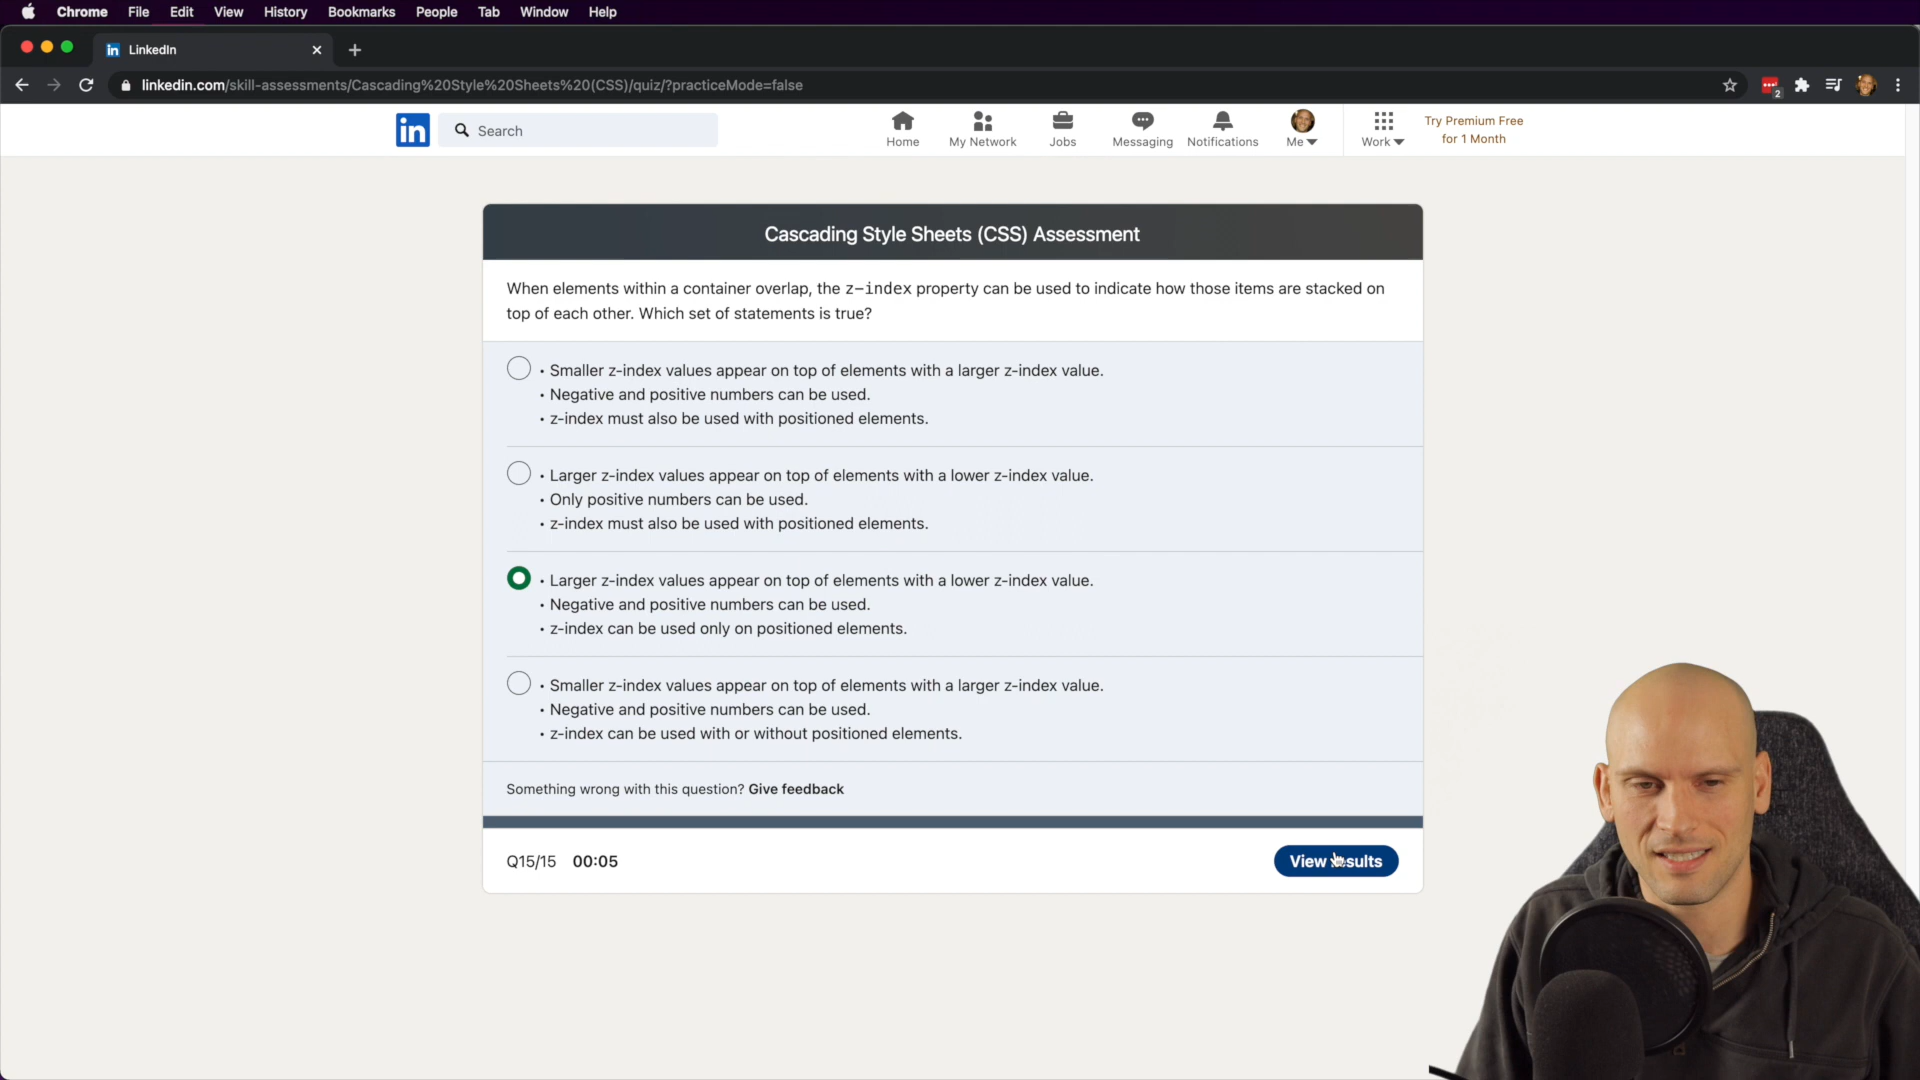 Chrome File Edit View History Bookmarks People Tab Window Help
in LinkedIn
linkedin.com/skill-assessments/Cascading%20Style%20Sheets%20(CSS)/quiz/?practiceMode=false
2
in Search
Home My Network Jobs Messaging Notifications Me Work
Try Premium Free
for 1 Month
Cascading Style Sheets (CSS) Assessment
When elements within a container overlap, the z-index property can be used to indicate how those items are stacked on
top of each other. Which set of statements is true?
• Smaller z-index values appear on top of elements with a larger z-index value.
• Negative and positive numbers can be used.
• z-index must also be used with positioned elements.
• Larger z-index values appear on top of elements with a lower z-index value.
• Only positive numbers can be used.
• z-index must also be used with positioned elements.
• Larger z-index values appear on top of elements with a lower z-index value.
• Negative and positive numbers can be used.
• z-index can be used only on positioned elements.
• Smaller z-index values appear on top of elements with a larger z-index value.
• Negative and positive numbers can be used.
• z-index can be used with or without positioned elements.
Something wrong with this question? Give feedback
Q15/15 00:05
View Results